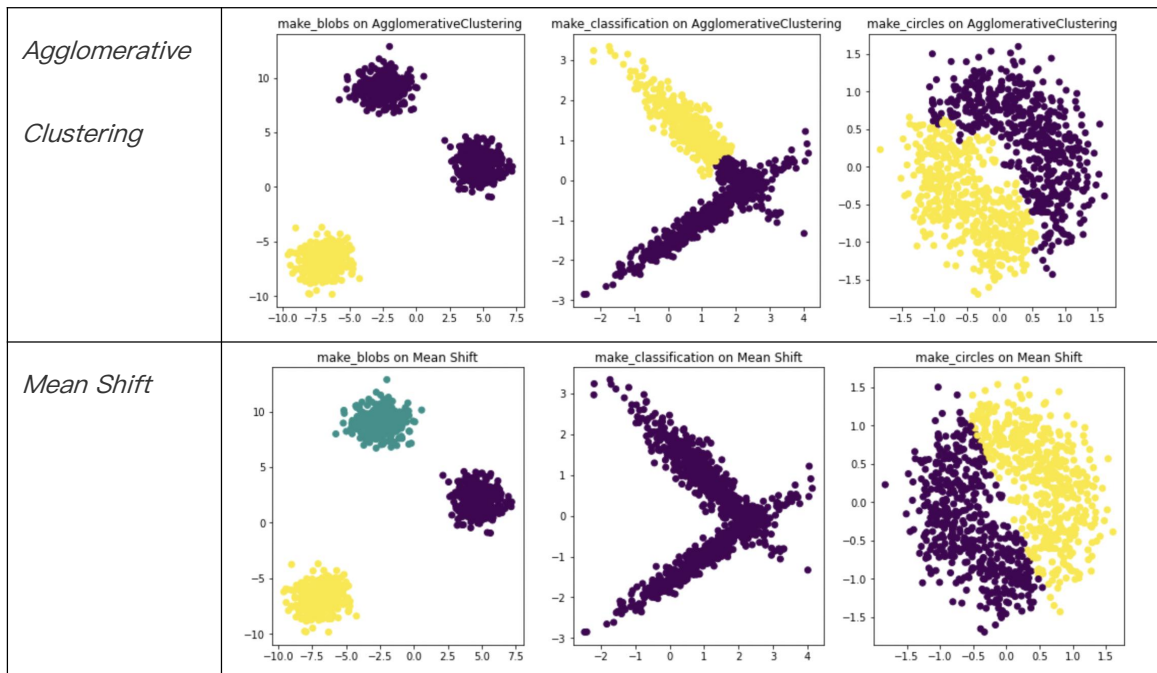 Agglomerative
Clustering
make_blobs on AgglomerativeClustering
10
5
0
−5
−10
−10.0 −7.5 −5.0 −2.5 0.0 2.5 5.0 7.5
make_classification on AgglomerativeClustering
3
2
1
0
−1
−2
−3
−2 −1 0 1 2 3 4
make_circles on AgglomerativeClustering
1.5
1.0
0.5
0.0
−0.5
−1.0
−1.5
−1.5 −1.0 −0.5 0.0 0.5 1.0 1.5
Mean Shift
make_blobs on Mean Shift
10
5
0
−5
−10
−10.0 −7.5 −5.0 −2.5 0.0 2.5 5.0 7.5
make_classification on Mean Shift
3
2
1
0
−1
−2
−3
−2 −1 0 1 2 3 4
make_circles on Mean Shift
1.5
1.0
0.5
0.0
−0.5
−1.0
−1.5
−1.5 −1.0 −0.5 0.0 0.5 1.0 1.5